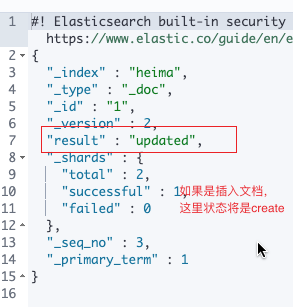 1 #! Elasticsearch built-in security
https://www.elastic.co/guide/en/e
2 {
3 "_index" : "heima",
4 "_type" : "_doc",
5 "_id" : "1",
6 "_version" : 2,
7 "result" : "updated",
8 "_shards" : {
9 "total" : 2,
10 "successful" : 1, 如果是插入文档,
11 "failed" : 0 这里状态将是create
12 },
13 "_seq_no" : 3,
14 "_primary_term" : 1
15 }
16